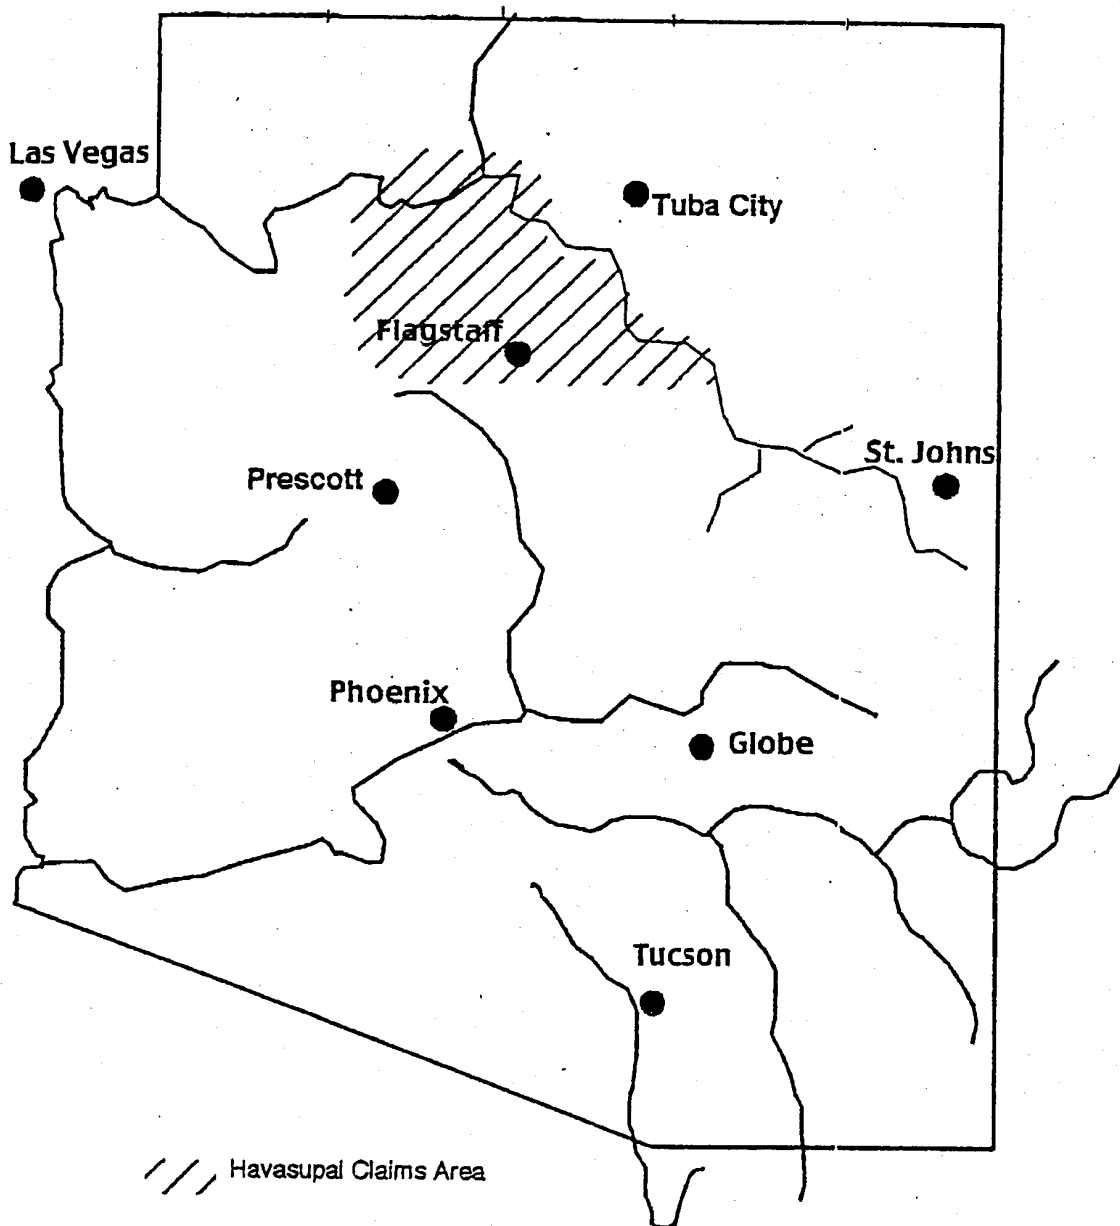 Las Vegas
Tuba City
Flagstaff
St. Johns
Prescott
Phoenix
Globe
Tucson
Havasupai Claims Area